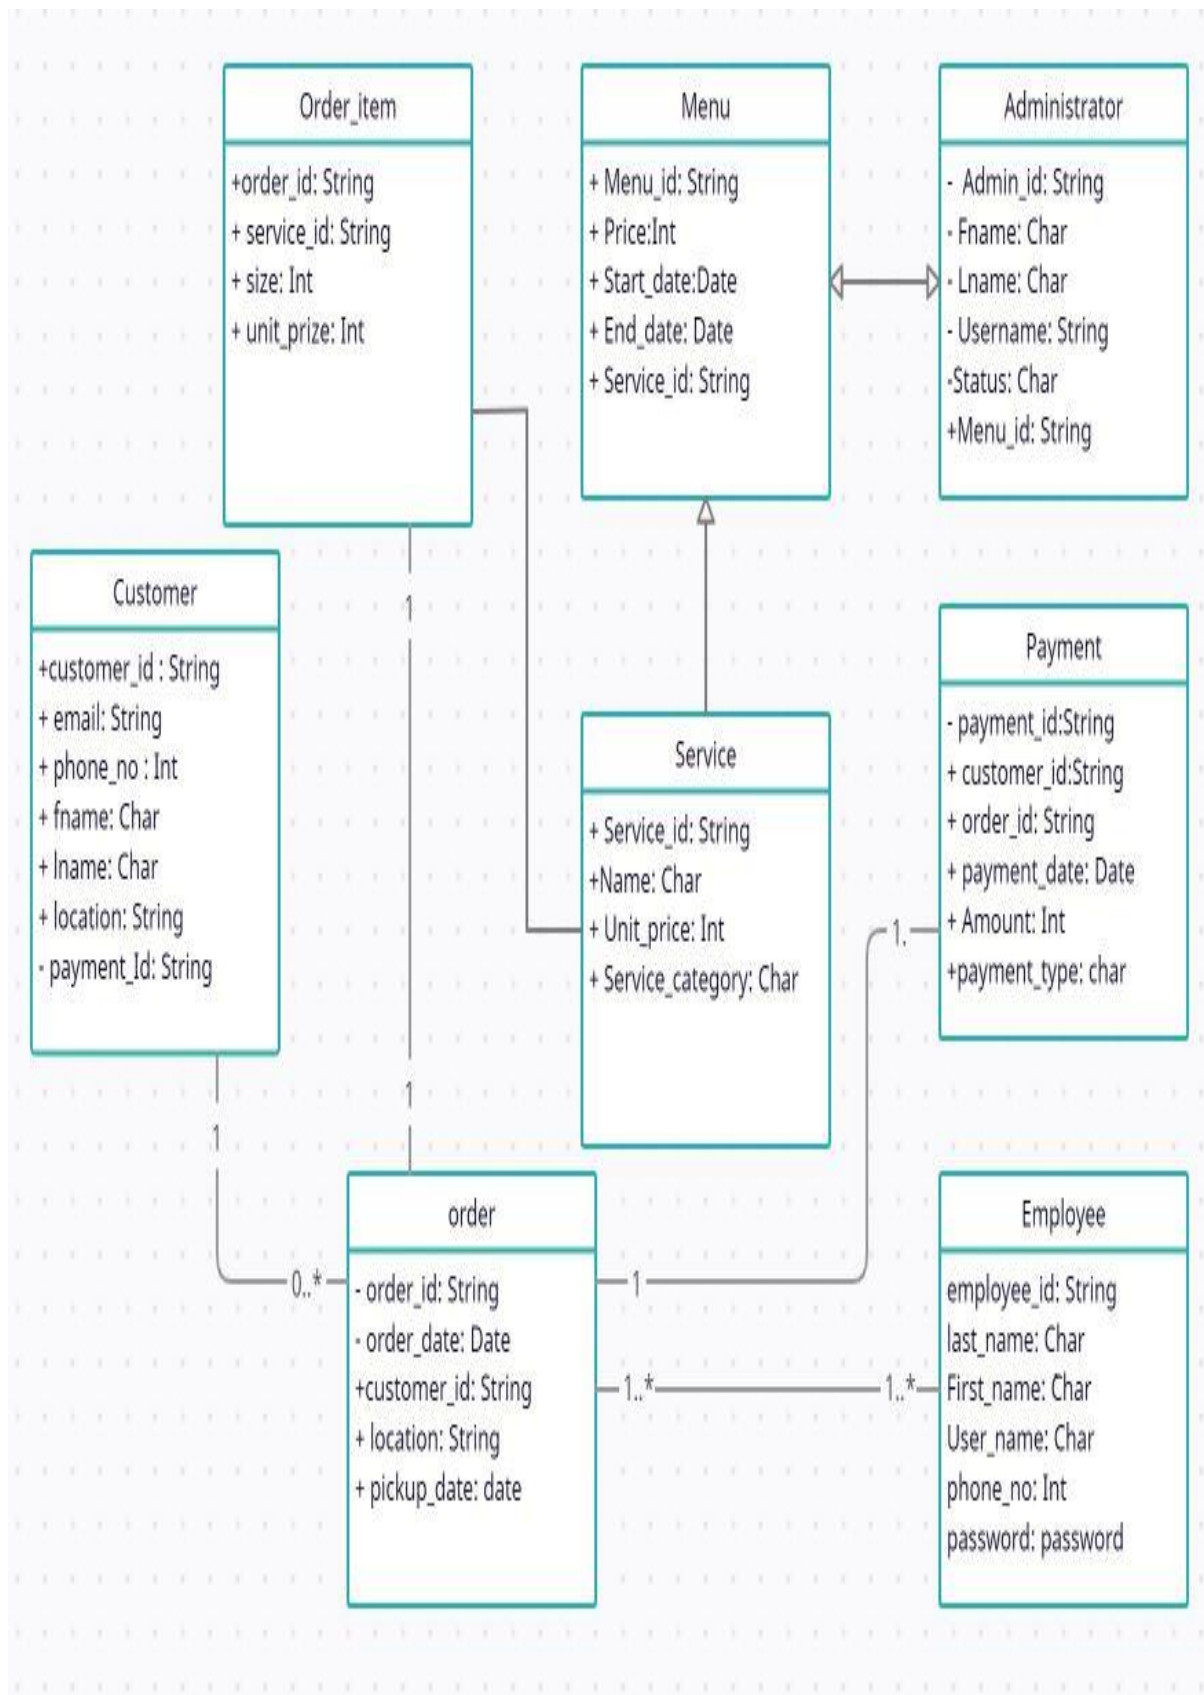 Order_item
+order_id: String
+ service_id: String
+ size: Int
+ unit_prize: Int
Menu
+ Menu_id: String
+ Price:Int
+ Start_date:Date
+ End_date: Date
+ Service_id: String
Administrator
- Admin_id: String
- Fname: Char
- Lname: Char
- Username: String
-Status: Char
+Menu_id: String
Customer
+customer_id : String
+ email: String
+ phone_no : Int
+ fname: Char
+ lname: Char
+ location: String
- payment_Id: String
1
1
1
0..*
Service
+ Service_id: String
+Name: Char
+ Unit_price: Int
+ Service_category: Char
Payment
- payment_id:String
+ customer_id:String
+ order_id: String
+ payment_date: Date
+ Amount: Int
+payment_type: char
1.
1
order
- order_id: String
- order_date: Date
+customer_id: String
+ location: String
+ pickup_date: date
1..*
1..*
Employee
employee_id: String
last_name: Char
First_name: Char
User_name: Char
phone_no: Int
password: password